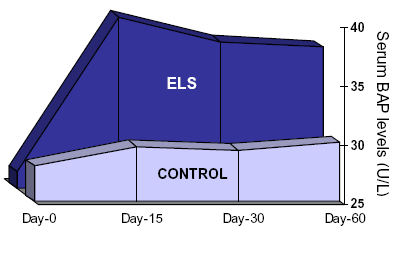 40
35
30
25
Serum BAP levels (U/L)
ELS
CONTROL
Day-0 Day-15 Day-30 Day-60